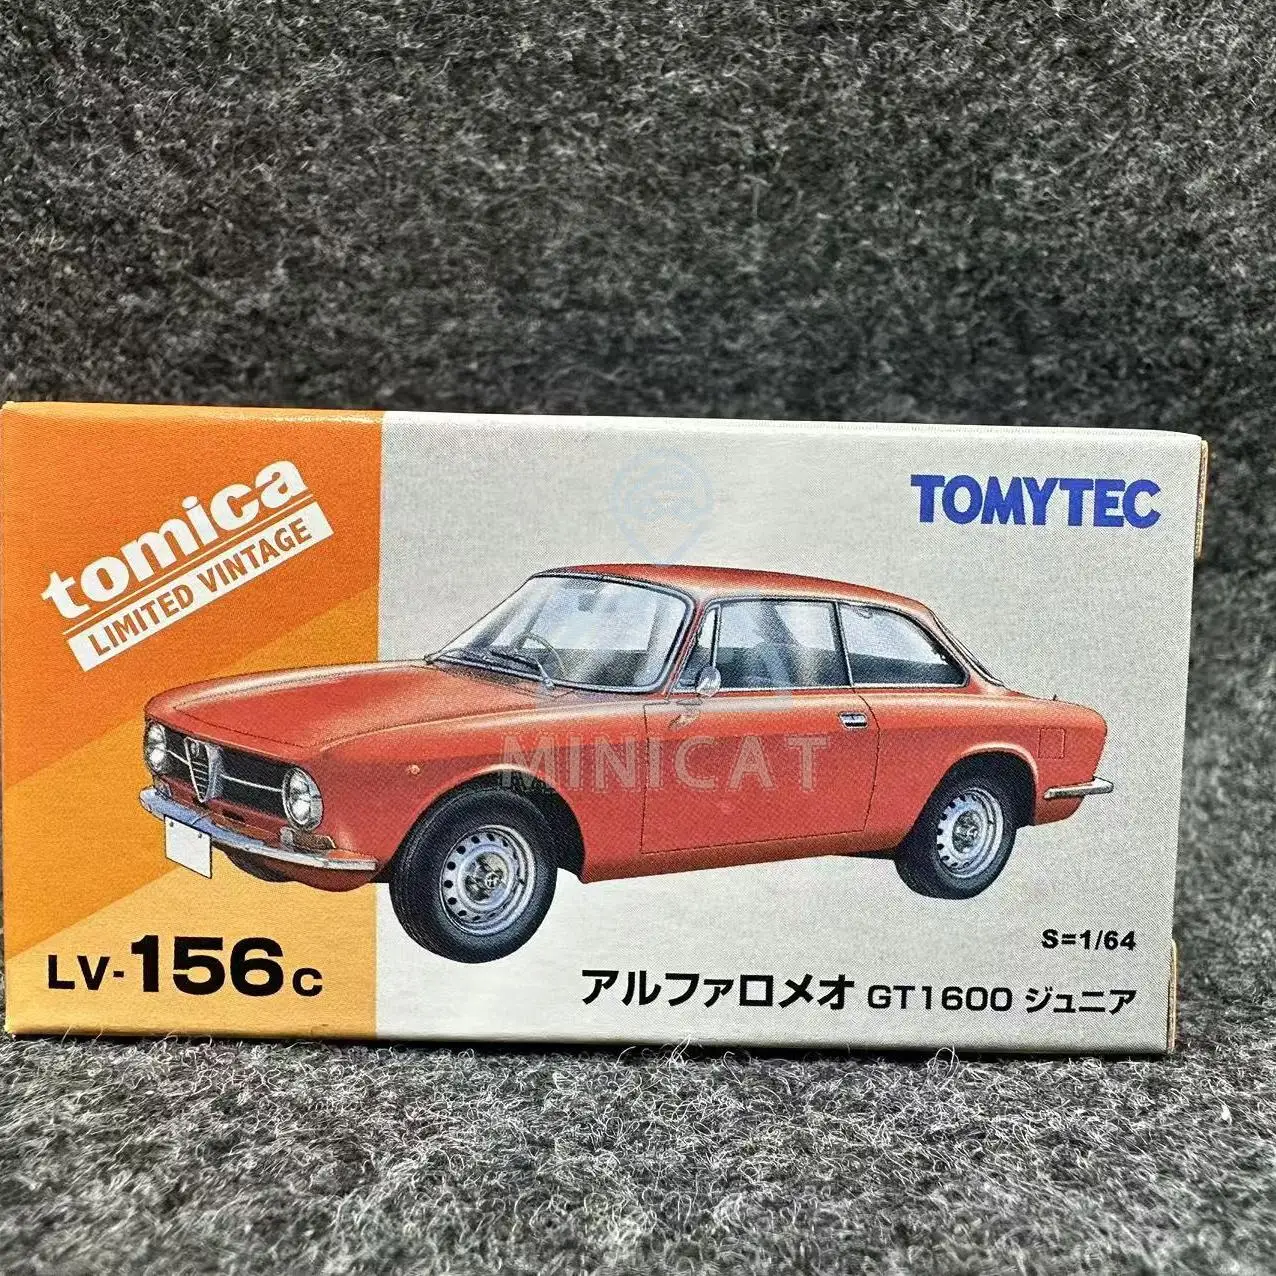 tomica
LIMITED VINTAGE
TOMYTEC
MINICAT
S=1/64
LV-156c
アルファロメオ GT1600 ジュニア